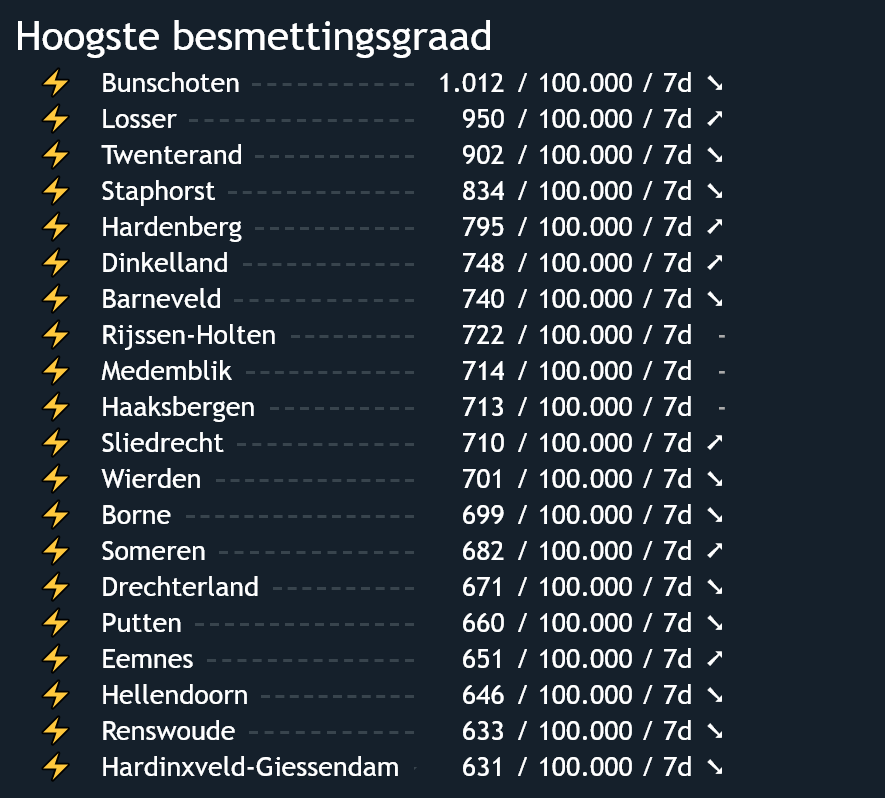 Hoogste besmettingsgraad
⚡ Bunschoten 1.012 / 100.000 / 7d ➘
⚡ Losser 950 / 100.000 / 7d ➚
⚡ Twenterand 902 / 100.000 / 7d ➘
⚡ Staphorst 834 / 100.000 / 7d ➘
⚡ Hardenberg 795 / 100.000 / 7d ➚
⚡ Dinkelland 748 / 100.000 / 7d ➚
⚡ Barneveld 740 / 100.000 / 7d ➘
⚡ Rijssen-Holten 722 / 100.000 / 7d -
⚡ Medemblik 714 / 100.000 / 7d -
⚡ Haaksbergen 713 / 100.000 / 7d -
⚡ Sliedrecht 710 / 100.000 / 7d ➚
⚡ Wierden 701 / 100.000 / 7d ➘
⚡ Borne 699 / 100.000 / 7d ➘
⚡ Someren 682 / 100.000 / 7d ➚
⚡ Drechterland 671 / 100.000 / 7d ➘
⚡ Putten 660 / 100.000 / 7d ➘
⚡ Eemnes 651 / 100.000 / 7d ➚
⚡ Hellendoorn 646 / 100.000 / 7d ➘
⚡ Renswoude 633 / 100.000 / 7d ➘
⚡ Hardinxveld-Giessendam 631 / 100.000 / 7d ➘